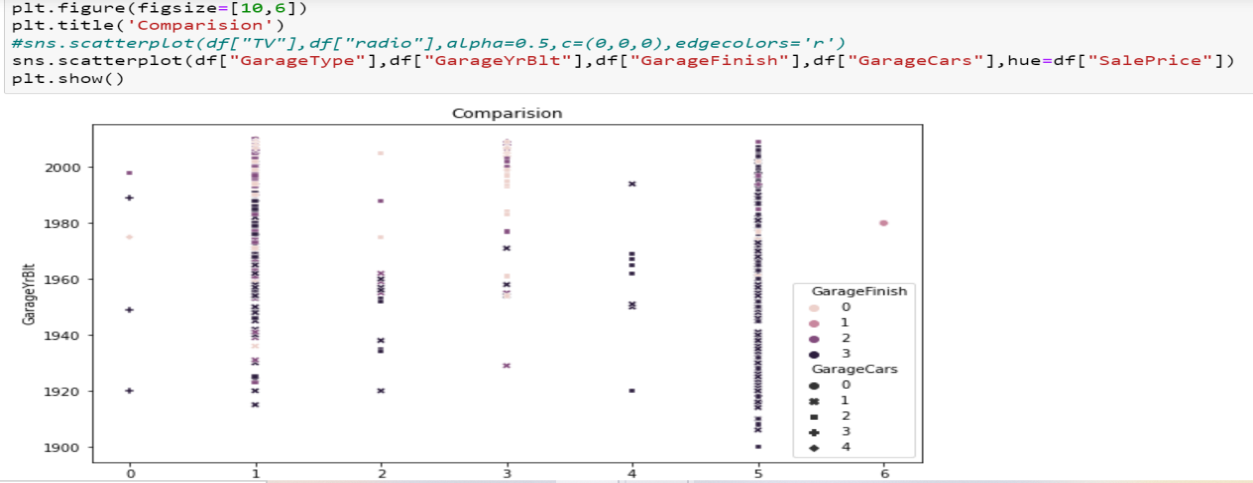 plt.figure(figsize=[10,6])
plt.title('Comparision')
#sns.scatterplot(df["TV"],df["radio"],alpha=0.5,c=(0,0,0),edgecolors='r')
sns.scatterplot(df["GarageType"],df["GarageYrBlt"],df["GarageFinish"],df["GarageCars"],hue=df["SalePrice"])
plt.show()
Comparision
2000
1980
1960
1940
1920
1900
GarageYrBlt
GarageFinish
0
1
2
3
GarageCars
0
1
2
3
4
0 1 2 3 4 5 6